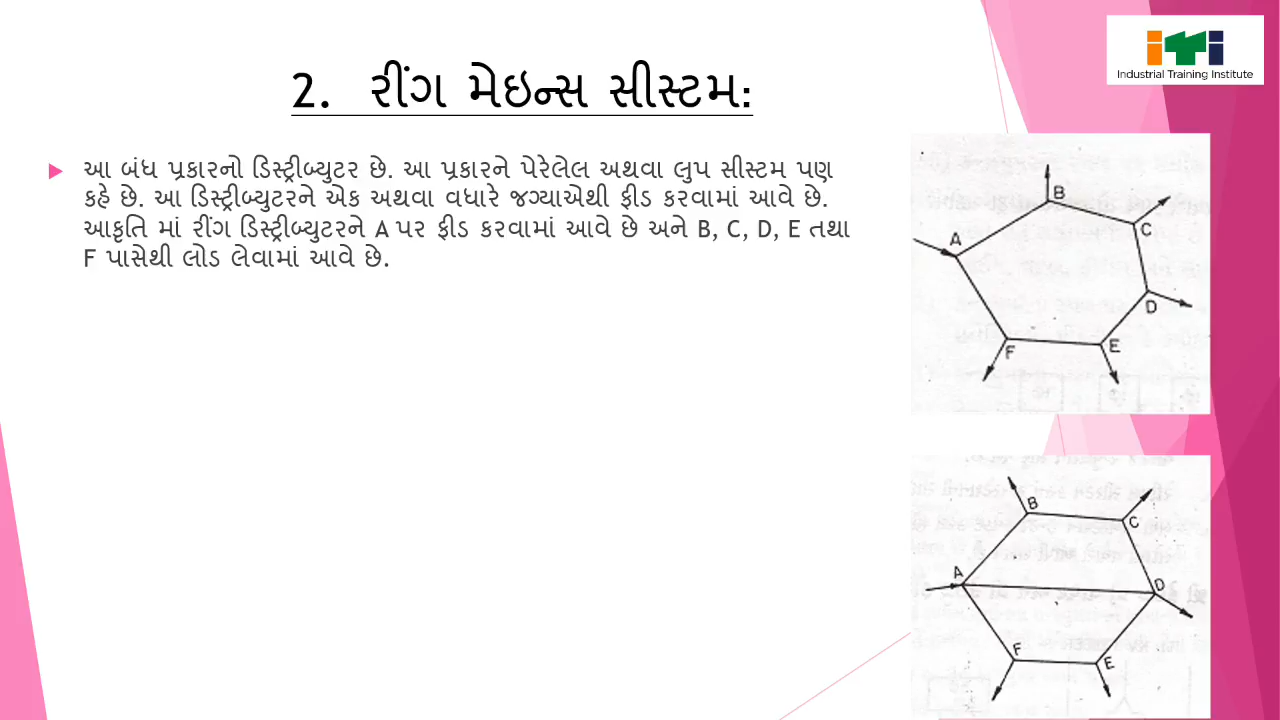 iTi
Industrial Training Institute
2. રીંગ મેઇન્સ સીસ્ટમ:
આ બંધ પ્રકારનો ડિસ્ટ્રીબ્યુટર છે. આ પ્રકારને પેરેલેલ અથવા લુપ સીસ્ટમ પણ
કહે છે. આ ડિસ્ટ્રીબ્યુટરને એક અથવા વધારે જગ્યાએથી ફીડ કરવામાં આવે છે.
આકૃતિ માં રીંગ ડિસ્ટ્રીબ્યુટરને A પર ફીડ કરવામાં આવે છે અને B, C, D, E તથા
F પાસેથી લોડ લેવામાં આવે છે.
B
C
A
D
F
E
B
C
A
D
F
E